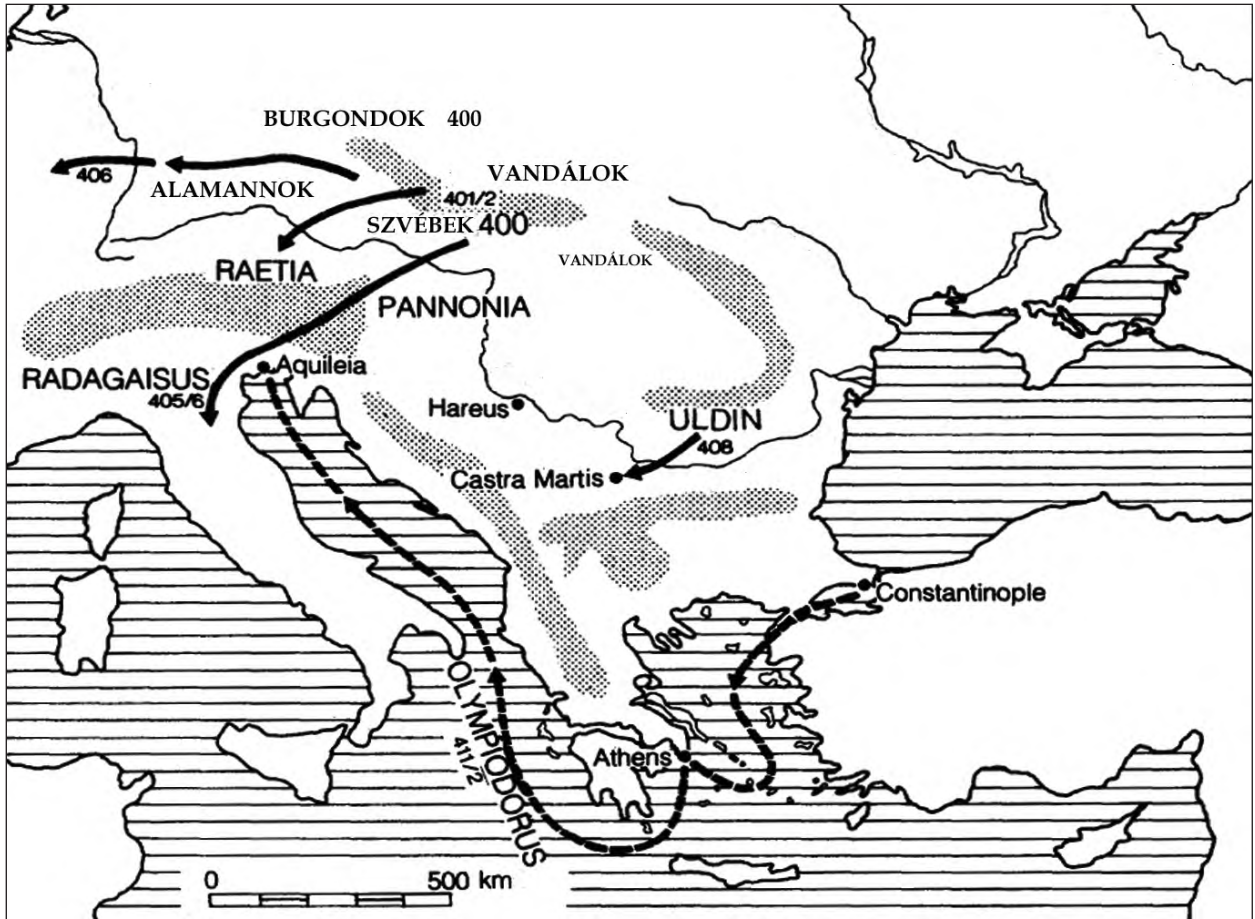 BURGONDOK 400
406
ALAMANNOK
VANDÁLOK
401/2
SZVÉBEK 400
VANDÁLOK
RAETIA
PANNONIA
RADAGAISUS
405/6
Aquileia
Hareus
ULDIN
408
Castra Martis
Constantinople
OLYMPIODORUS
411/2
Athens
0 500 km